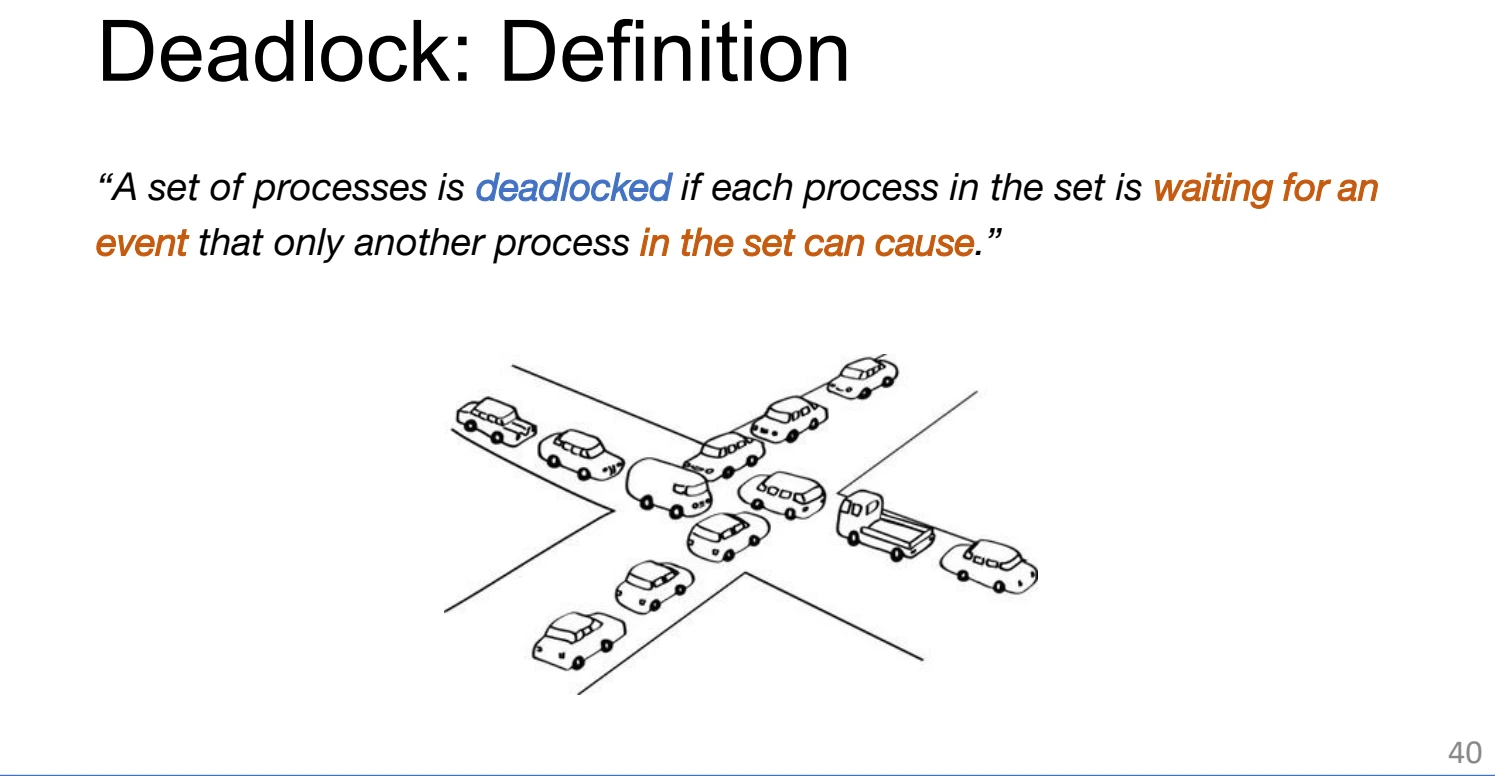 Deadlock: Definition
“A set of processes is deadlocked if each process in the set is waiting for an
event that only another process in the set can cause.”
40